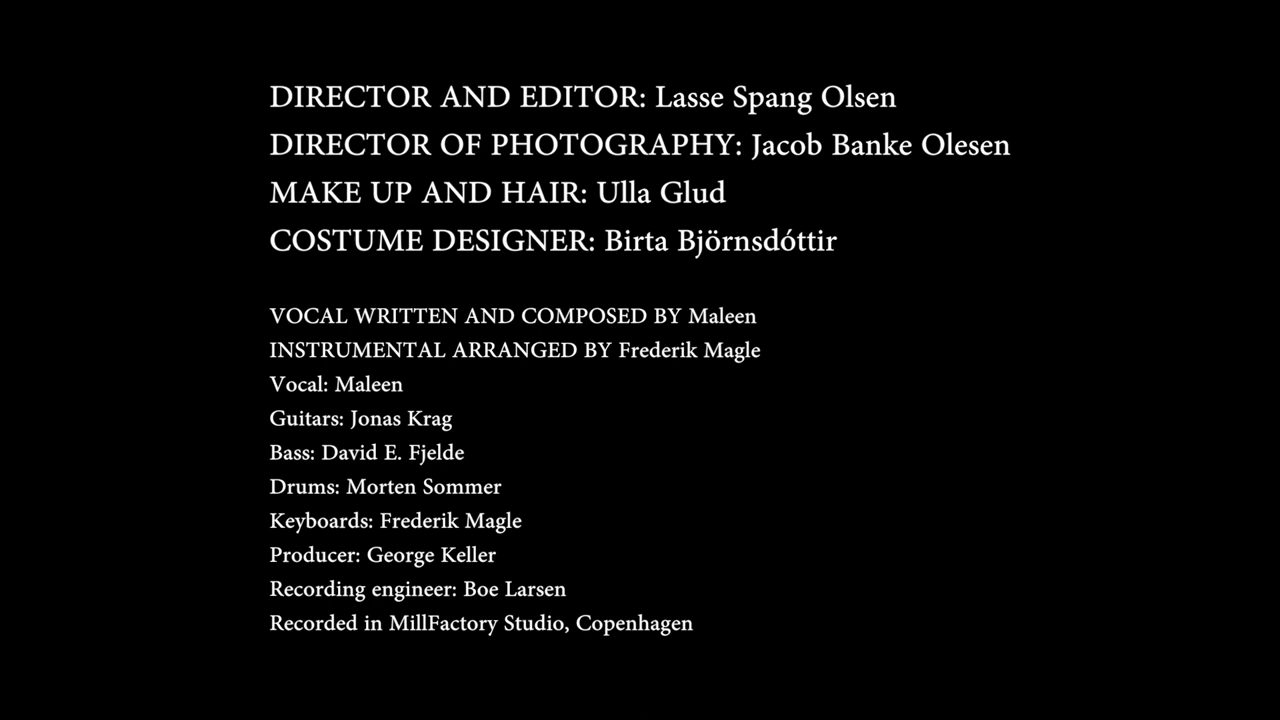 DIRECTOR AND EDITOR: Lasse Spang Olsen
DIRECTOR OF PHOTOGRAPHY: Jacob Banke Olesen
MAKE UP AND HAIR: Ulla Glud
COSTUME DESIGNER: Birta Björnsdóttir
VOCAL WRITTEN AND COMPOSED BY Maleen
INSTRUMENTAL ARRANGED BY Frederik Magle
Vocal: Maleen
Guitars: Jonas Krag
Bass: David E. Fjelde
Drums: Morten Sommer
Keyboards: Frederik Magle
Producer: George Keller
Recording engineer: Boe Larsen
Recorded in MillFactory Studio, Copenhagen